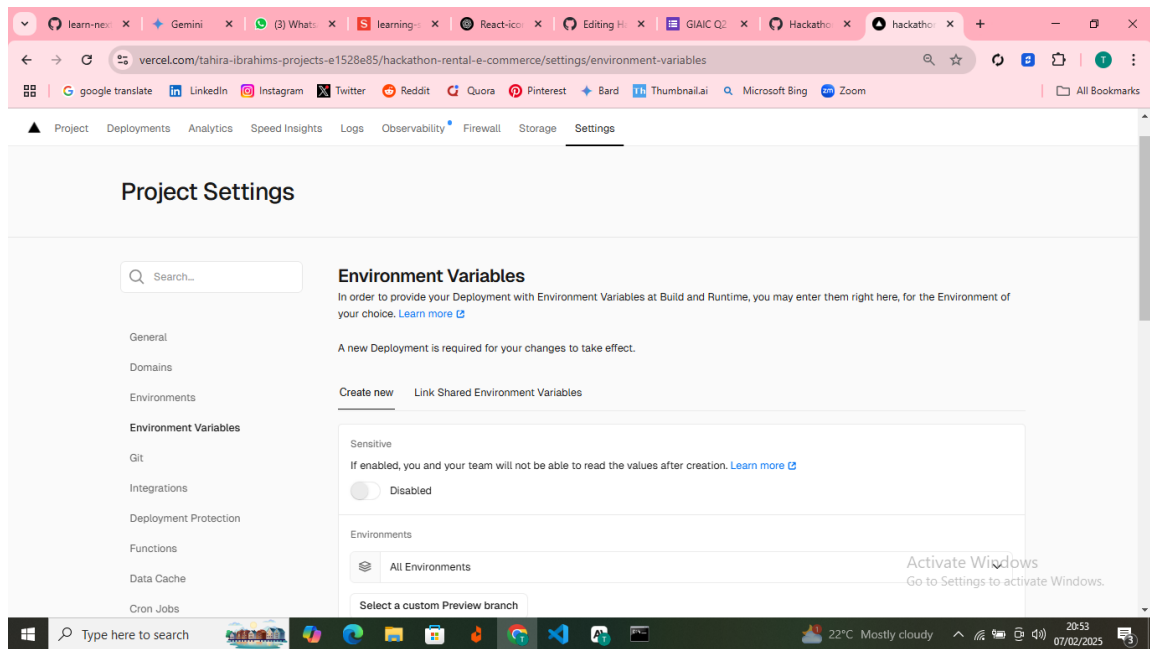 learn-nex
Gemini
(3) Whats
S learning-s
React-ico
Editing Ha
GIAIC Q2
Hackatho
hackatho
vercel.com/tahira-ibrahims-projects-e1528e85/hackathon-rental-e-commerce/settings/environment-variables
T
google translate LinkedIn Instagram Twitter Reddit Quora Pinterest Bard Th Thumbnail.ai Microsoft Bing zm Zoom All Bookmarks
Project Deployments Analytics Speed Insights Logs Observability Firewall Storage Settings
Project Settings
Search...
General
Domains
Environments
Environment Variables
Git
Integrations
Deployment Protection
Functions
Data Cache
Cron Jobs
Environment Variables
In order to provide your Deployment with Environment Variables at Build and Runtime, you may enter them right here, for the Environment of
your choice. Learn more
A new Deployment is required for your changes to take effect.
Create new Link Shared Environment Variables
Sensitive
If enabled, you and your team will not be able to read the values after creation. Learn more
Disabled
Environments
All Environments
Select a custom Preview branch
Activate Windows
Go to Settings to activate Windows.
Type here to search
22°C Mostly cloudy
20:53
07/02/2025
3